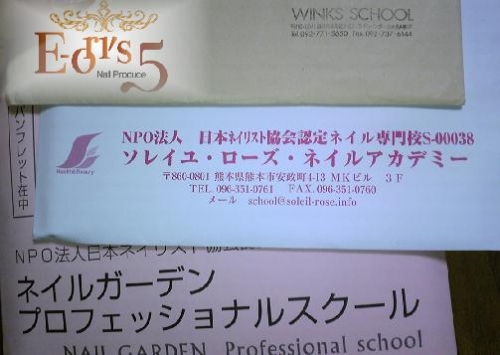 WINKS SCHOOL
E-ori's 5
Nail Procuce
パンフレット在中
NPO法人 日本ネイリスト協会認定ネイル専門校S-00038
ソレイユ・ローズ・ネイルアカデミー
〒860-0801 熊本県熊本市安政町4-13 MKビル 3F
TEL. 096-351-0761 FAX. 096-351-0760
メール school@soleil-rose.info
NPO法人日本ネイリスト協会
ネイルガーデン
プロフェッショナルスクール
NAIL GARDEN Professional school